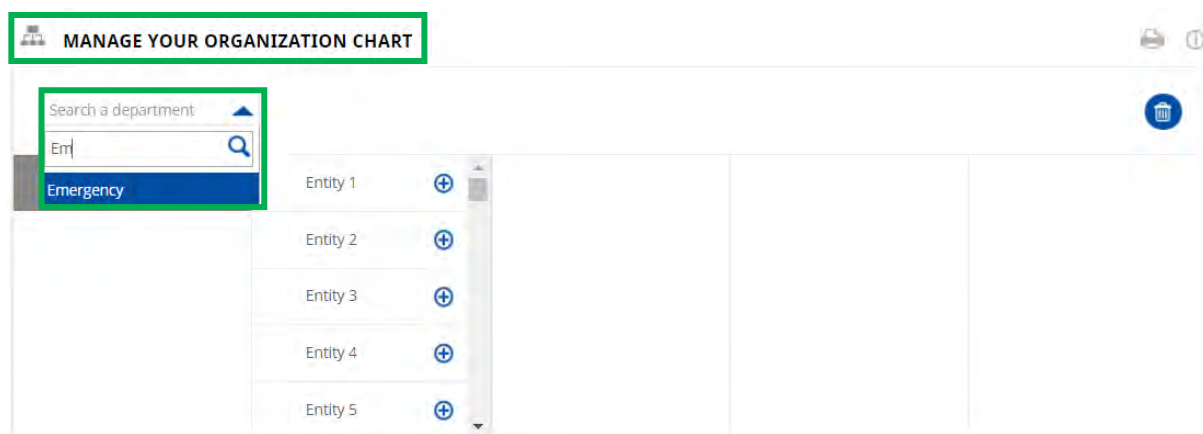 MANAGE YOUR ORGANIZATION CHART
Search a department
Em
Emergency
Entity 1
Entity 2
Entity 3
Entity 4
Entity 5